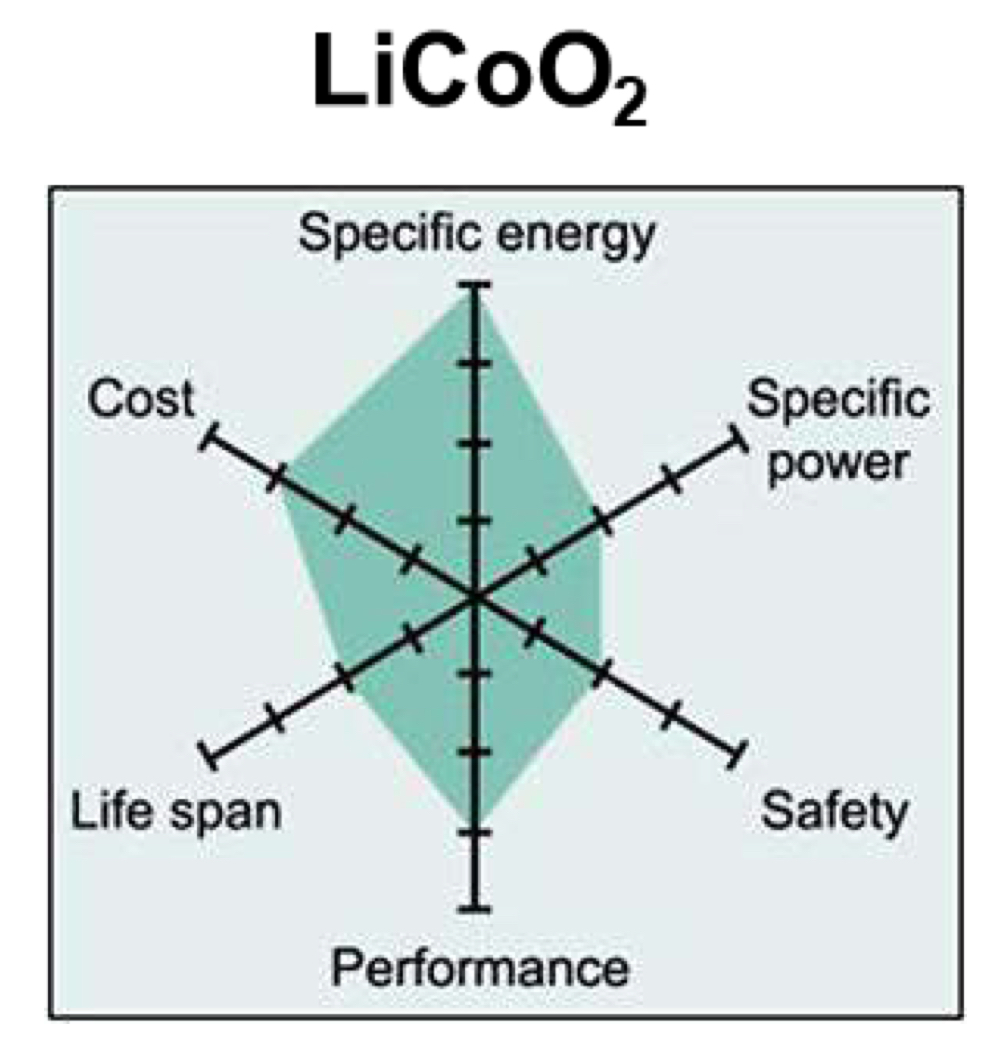 LiCoO₂
Specific energy
Cost
Specific
power
Life span
Safety
Performance